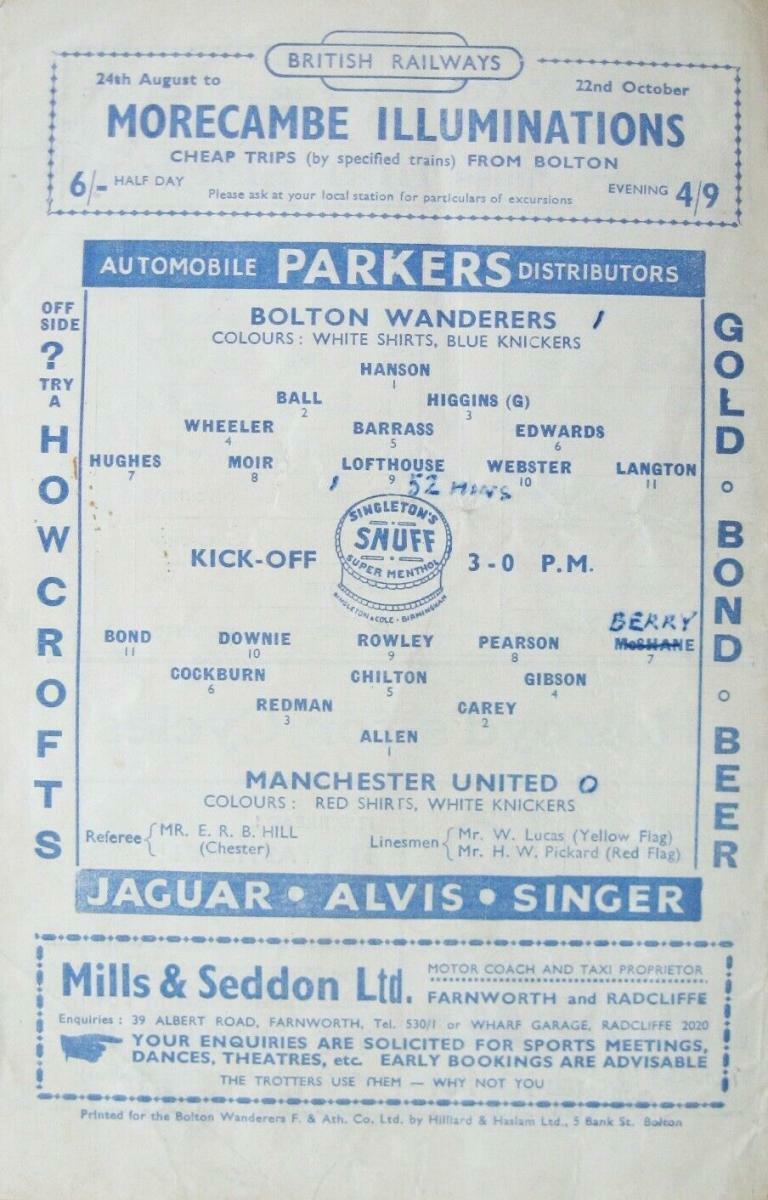 BRITISH RAILWAYS
24th August to
22nd October
MORECAMBE ILLUMINATIONS
CHEAP TRIPS (by specified trains) FROM BOLTON
6/- HALF DAY
Please ask at your local station for particulars of excursions
EVENING 4/9
AUTOMOBILE PARKERS DISTRIBUTORS
OFF
SIDE
?
TRY
A
HOWCROFTS
BOLTON WANDERERS 1
COLOURS: WHITE SHIRTS, BLUE KNICKERS
HANSON
1
BALL HIGGINS (G)
2 3
WHEELER BARRASS EDWARDS
4 5 6
HUGHES MOIR LOFTHOUSE WEBSTER LANGTON
7 8 9 10 11
1 52 MINS
SINGLETON'S
SNUFF
SUPER MENTHOL
SINGLETON & COLE · BIRMINGHAM
KICK-OFF 3-0 P.M.
BERRY
BOND DOWNIE ROWLEY PEARSON McSHANE
11 10 9 8 7
COCKBURN CHILTON GIBSON
6 5 4
REDMAN CAREY
3 2
ALLEN
1
MANCHESTER UNITED 0
COLOURS: RED SHIRTS, WHITE KNICKERS
Referee { MR. E. R. B. HILL
(Chester)
Linesmen { Mr. W. Lucas (Yellow Flag)
Mr. H. W. Pickard (Red Flag)
GOLD · BOND · BEER
JAGUAR • ALVIS • SINGER
Mills & Seddon Ltd.
MOTOR COACH AND TAXI PROPRIETOR
FARNWORTH and RADCLIFFE
Enquiries: 39 ALBERT ROAD, FARNWORTH, Tel. 530/1 or WHARF GARAGE, RADCLIFFE 2020
YOUR ENQUIRIES ARE SOLICITED FOR SPORTS MEETINGS,
DANCES, THEATRES, etc. EARLY BOOKINGS ARE ADVISABLE
THE TROTTERS USE THEM — WHY NOT YOU
Printed for the Bolton Wanderers F. & Ath. Co. Ltd. by Hilliard & Haslam Ltd., 5 Bank St. Bolton